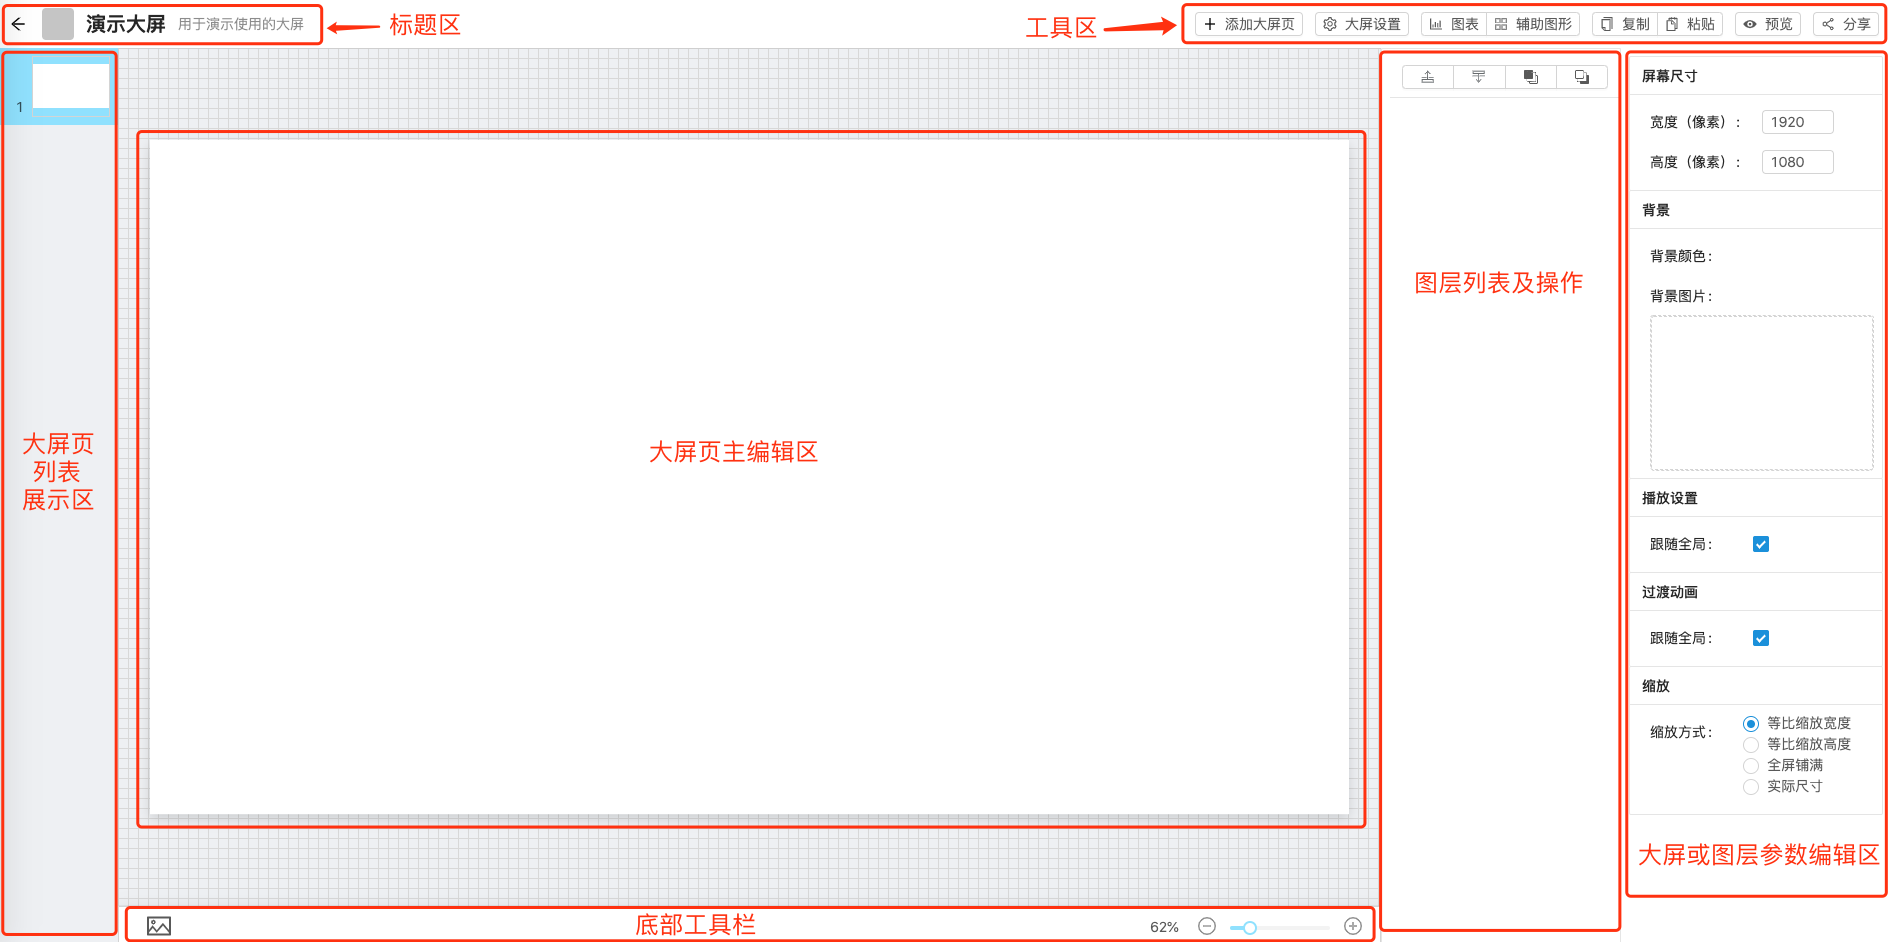 演示大屏 用于演示使用的大屏
标题区
工具区
添加大屏页 大屏设置 图表 辅助图形 复制 粘贴 预览 分享
1
大屏页
列表
展示区
大屏页主编辑区
图层列表及操作
屏幕尺寸
宽度（像素）： 1920
高度（像素）： 1080
背景
背景颜色：
背景图片：
播放设置
跟随全局：
过渡动画
跟随全局：
缩放
缩放方式：
等比缩放宽度
等比缩放高度
全屏铺满
实际尺寸
大屏或图层参数编辑区
底部工具栏
62%